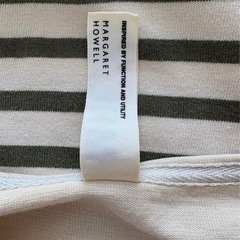 MARGARET
HOWELL
INSPIRED BY FUNCTION AND UTILITY